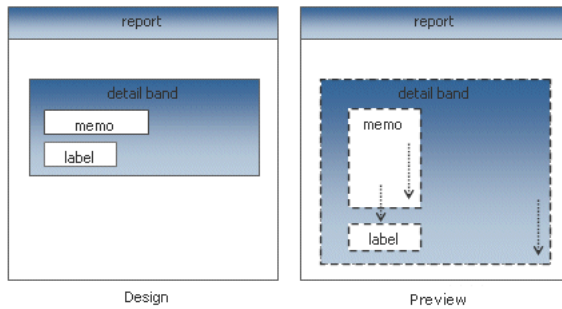 report
detail band
memo
label
Design
report
detail band
memo
label
Preview